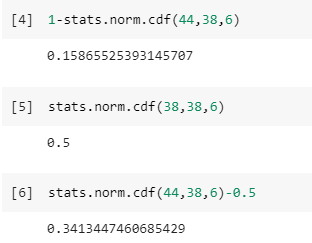 [4] 1-stats.norm.cdf(44,38,6)
0.15865525393145707
[5] stats.norm.cdf(38,38,6)
0.5
[6] stats.norm.cdf(44,38,6)-0.5
0.3413447460685429